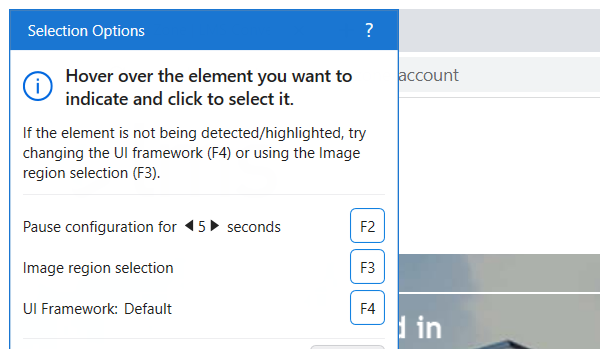 Selection Options ?
account
Hover over the element you want to
indicate and click to select it.
If the element is not being detected/highlighted, try
changing the UI framework (F4) or using the Image
region selection (F3).
Pause configuration for 5 seconds F2
Image region selection F3
UI Framework: Default F4
in